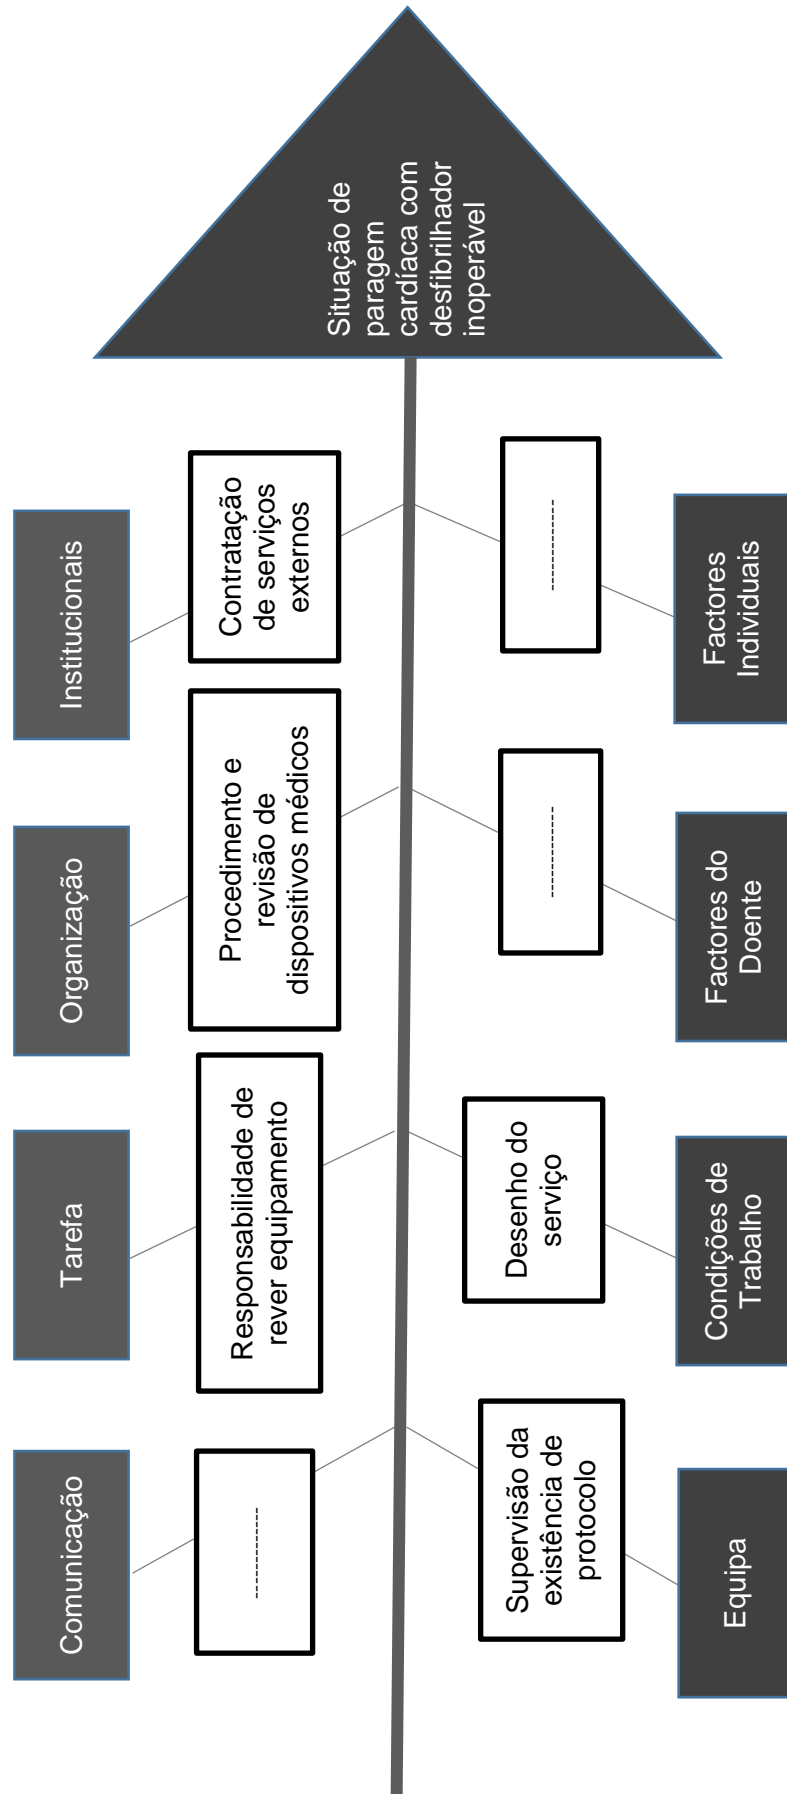 Comunicação
Tarefa
Organização
Institucionais
------------
Responsabilidade de
rever equipamento
Procedimento e
revisão de
dispositivos médicos
Contratação
de serviços
externos
Situação de
paragem
cardíaca com
desfibrilhador
inoperável
Supervisão da
existência de
protocolo
Desenho do
serviço
------------
------------
Equipa
Condições de
Trabalho
Factores do
Doente
Factores
Individuais